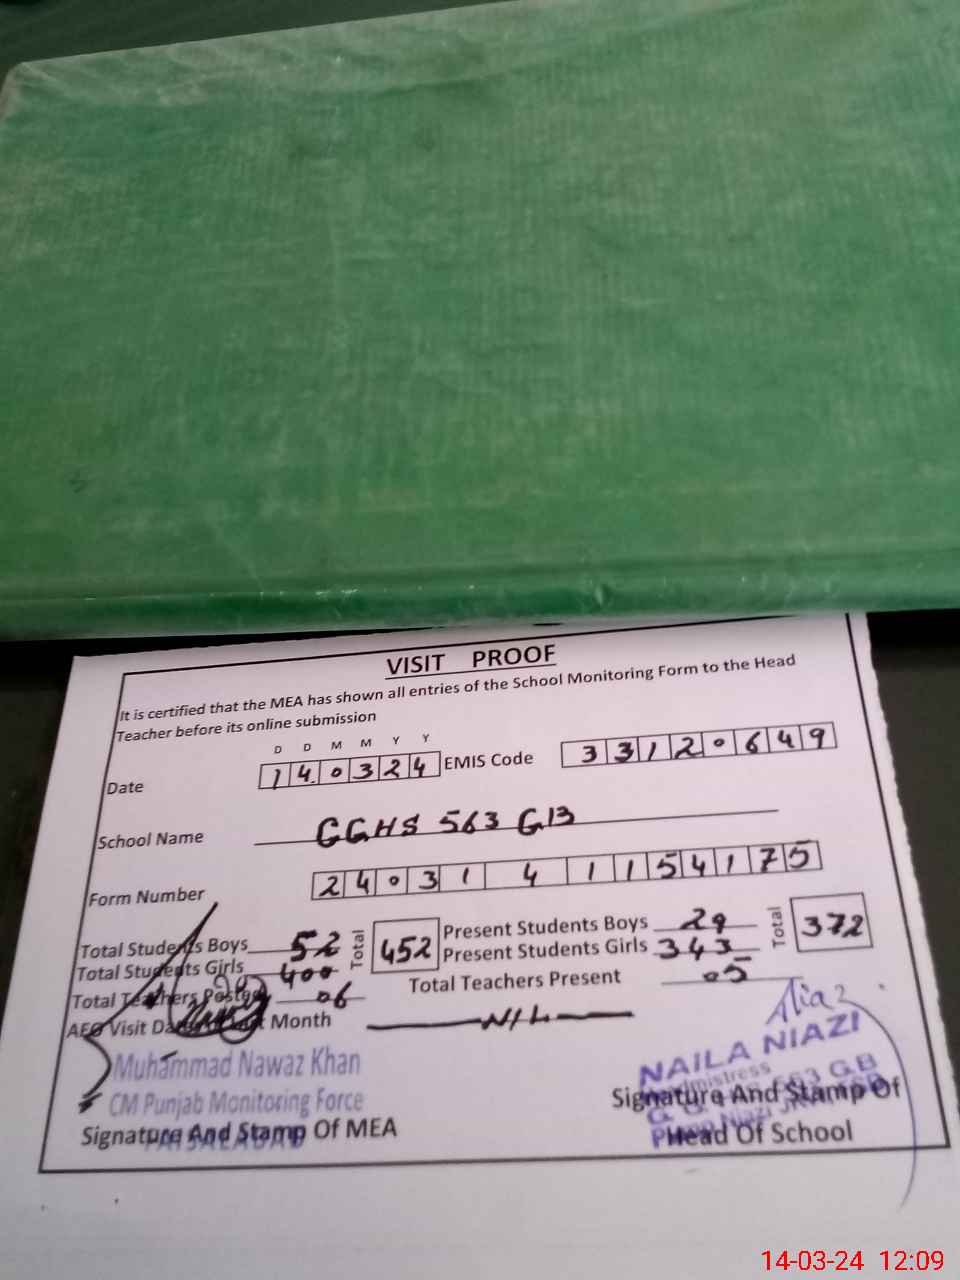 VISIT PROOF
It is certified that the MEA has shown all entries of the School Monitoring Form to the Head
Teacher before its online submission
D D M M Y Y
Date 140324 EMIS Code 33120649
School Name GGHS 563 GB
Form Number 2403141154175
Total Students Boys 52 Total 452 Present Students Boys 29 Total 372
Total Students Girls 400 Present Students Girls 343
Total Teachers Posted 06 Total Teachers Present 05
AEO Visit Date Last Month NIL
Muhammad Nawaz Khan
CM Punjab Monitoring Force
FAISALABAD
Signature And Stamp Of MEA
NAILA NIAZI
563 GB
Signature And Stamp Of
Head Of School
14-03-24 12:09